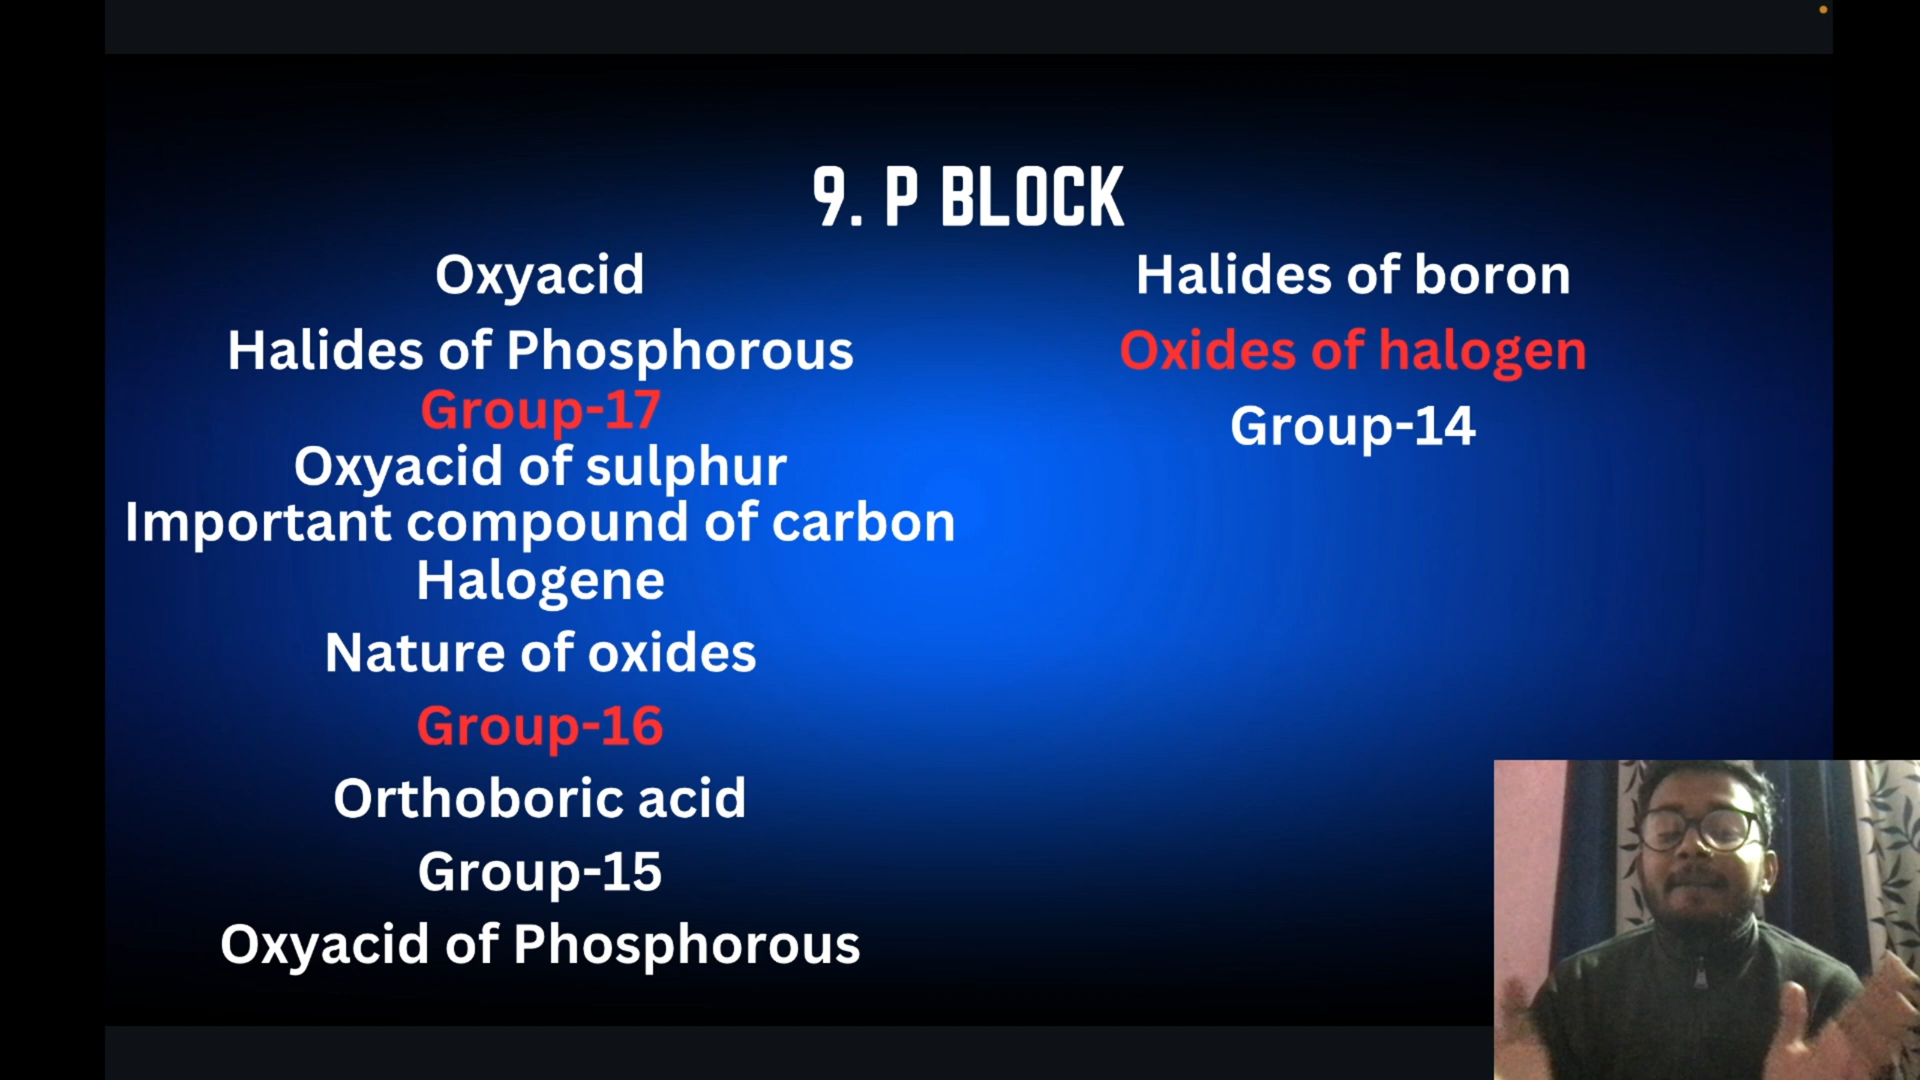 9. P BLOCK
Oxyacid
Halides of Phosphorous
Group-17
Oxyacid of sulphur
Important compound of carbon
Halogene
Nature of oxides
Group-16
Orthoboric acid
Group-15
Oxyacid of Phosphorous
Halides of boron
Oxides of halogen
Group-14